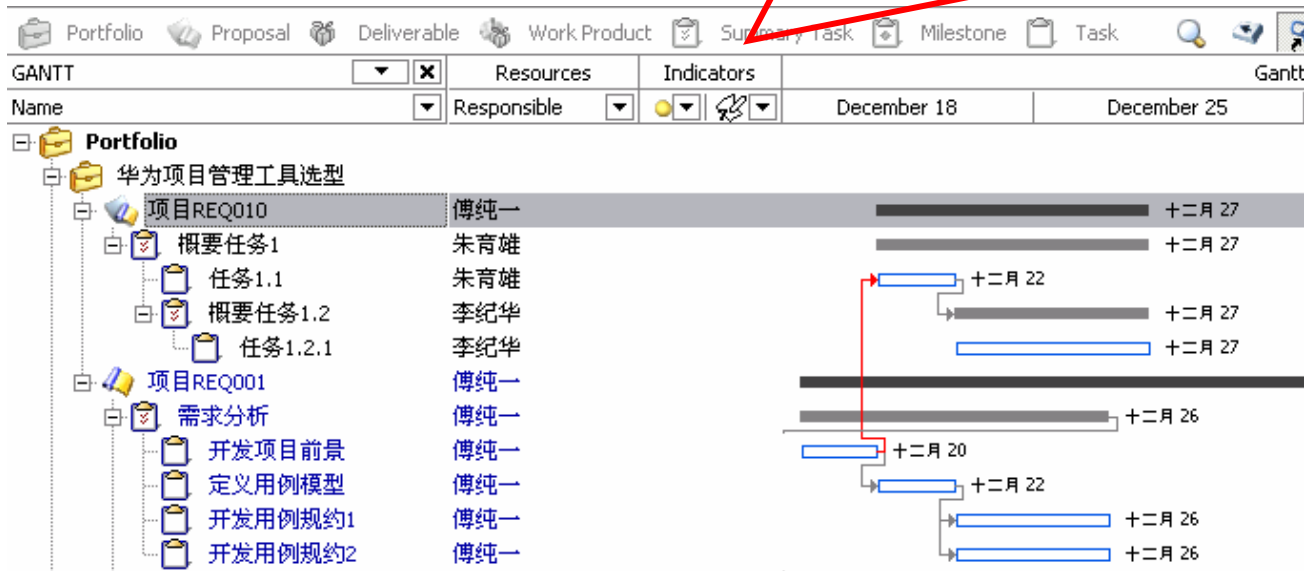 Portfolio Proposal Deliverable Work Product Summary Task Milestone Task
GANTT Resources Indicators Gantt
Name Responsible December 18 December 25
Portfolio
华为项目管理工具选型
项目REQ010 傅纯一 十二月 27
概要任务1 朱育雄 十二月 27
任务1.1 朱育雄 十二月 22
概要任务1.2 李纪华 十二月 27
任务1.2.1 李纪华 十二月 27
项目REQ001 傅纯一
需求分析 傅纯一 十二月 26
开发项目前景 傅纯一 十二月 20
定义用例模型 傅纯一 十二月 22
开发用例规约1 傅纯一 十二月 26
开发用例规约2 傅纯一 十二月 26